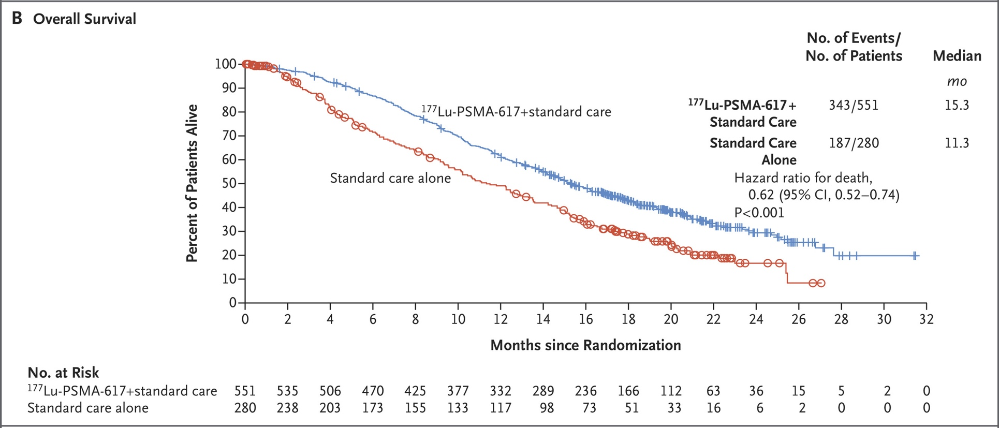 B Overall Survival
No. of Events/
No. of Patients Median
mo
177Lu-PSMA-617+ 343/551 15.3
Standard Care
Standard Care 187/280 11.3
Alone
Hazard ratio for death,
0.62 (95% CI, 0.52–0.74)
P<0.001
Percent of Patients Alive
100
90
80
70
60
50
40
30
20
10
0
177Lu-PSMA-617+standard care
Standard care alone
0 2 4 6 8 10 12 14 16 18 20 22 24 26 28 30 32
Months since Randomization
No. at Risk
177Lu-PSMA-617+standard care 551 535 506 470 425 377 332 289 236 166 112 63 36 15 5 2 0
Standard care alone 280 238 203 173 155 133 117 98 73 51 33 16 6 2 0 0 0